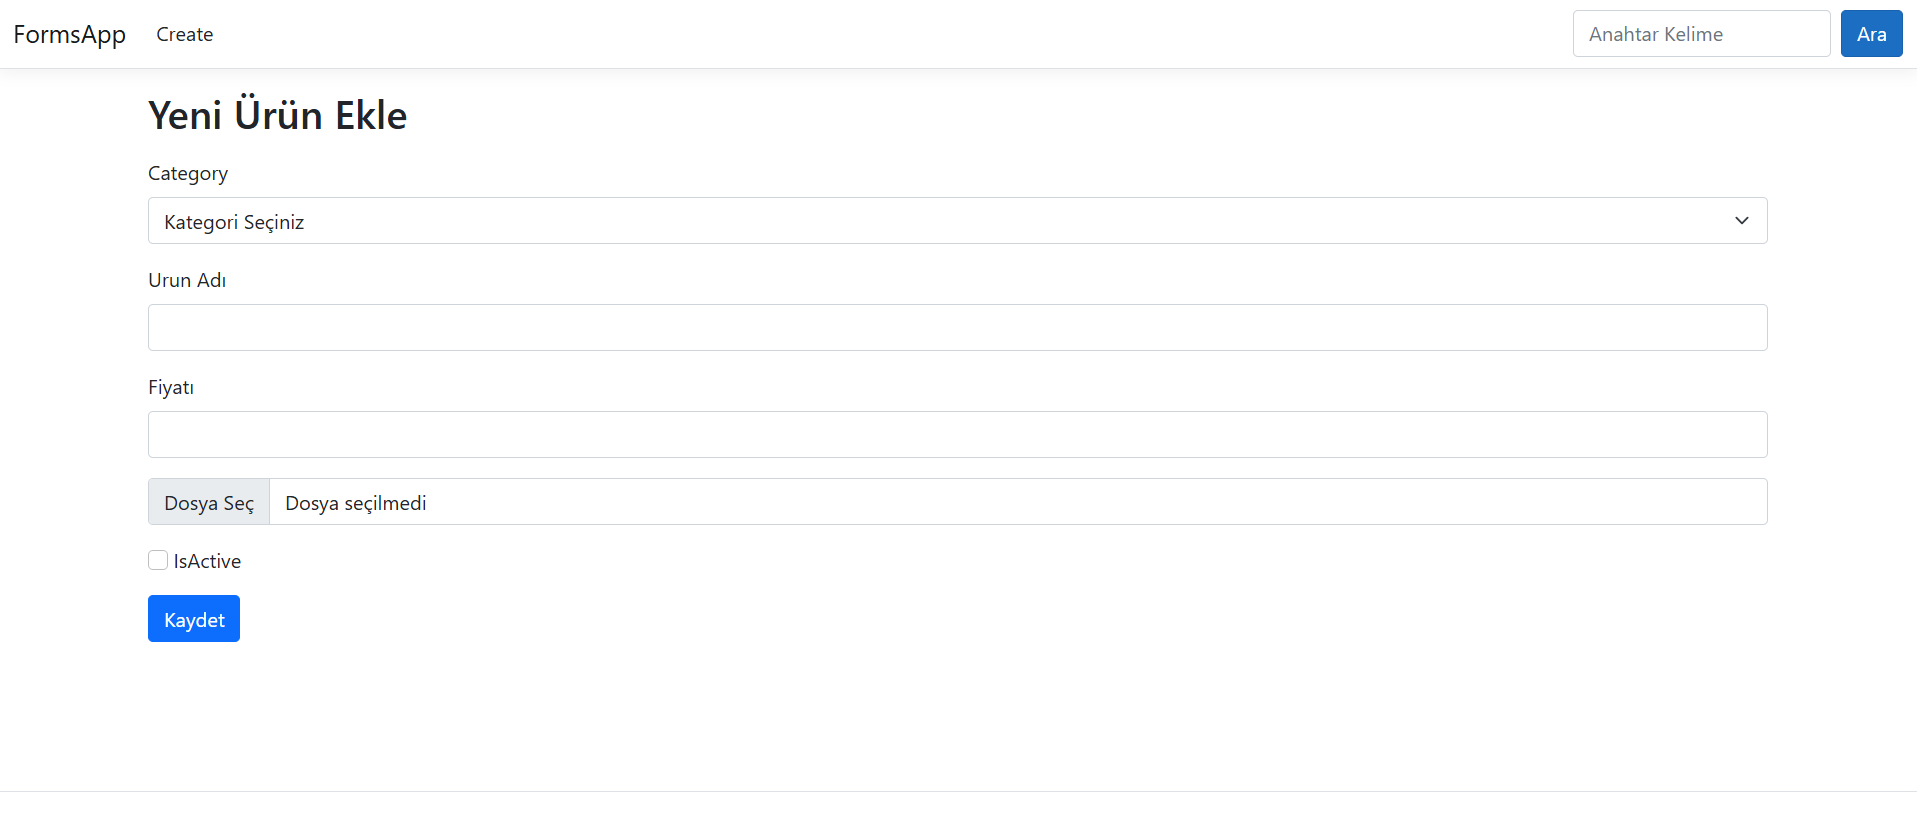 FormsApp Create Anahtar Kelime Ara
Yeni Ürün Ekle
Category
Kategori Seçiniz
Urun Adı
Fiyatı
Dosya Seç Dosya seçilmedi
IsActive
Kaydet